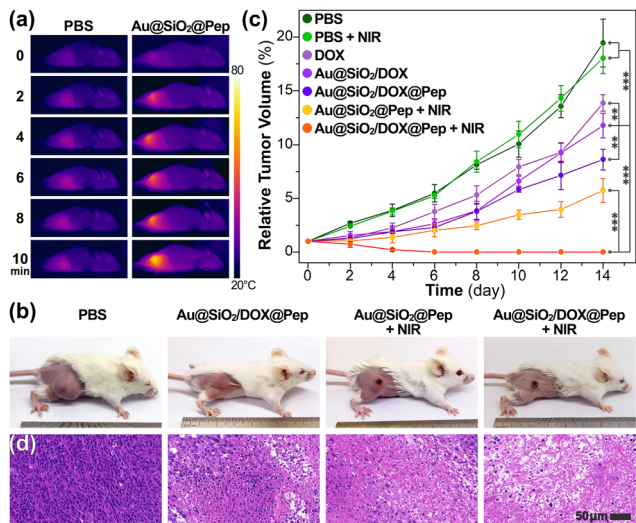 (a)
PBS
Au@SiO₂@Pep
0
2
4
6
8
10
min
80
20°C
(c)
Relative Tumor Volume (%)
20
15
10
5
0
PBS
PBS + NIR
DOX
Au@SiO₂/DOX
Au@SiO₂/DOX@Pep
Au@SiO₂@Pep + NIR
Au@SiO₂/DOX@Pep + NIR
***
***
**
***
***
0 2 4 6 8 10 12 14
Time (day)
(b)
PBS
Au@SiO₂/DOX@Pep
Au@SiO₂@Pep
+ NIR
Au@SiO₂/DOX@Pep
+ NIR
(d)
50μm